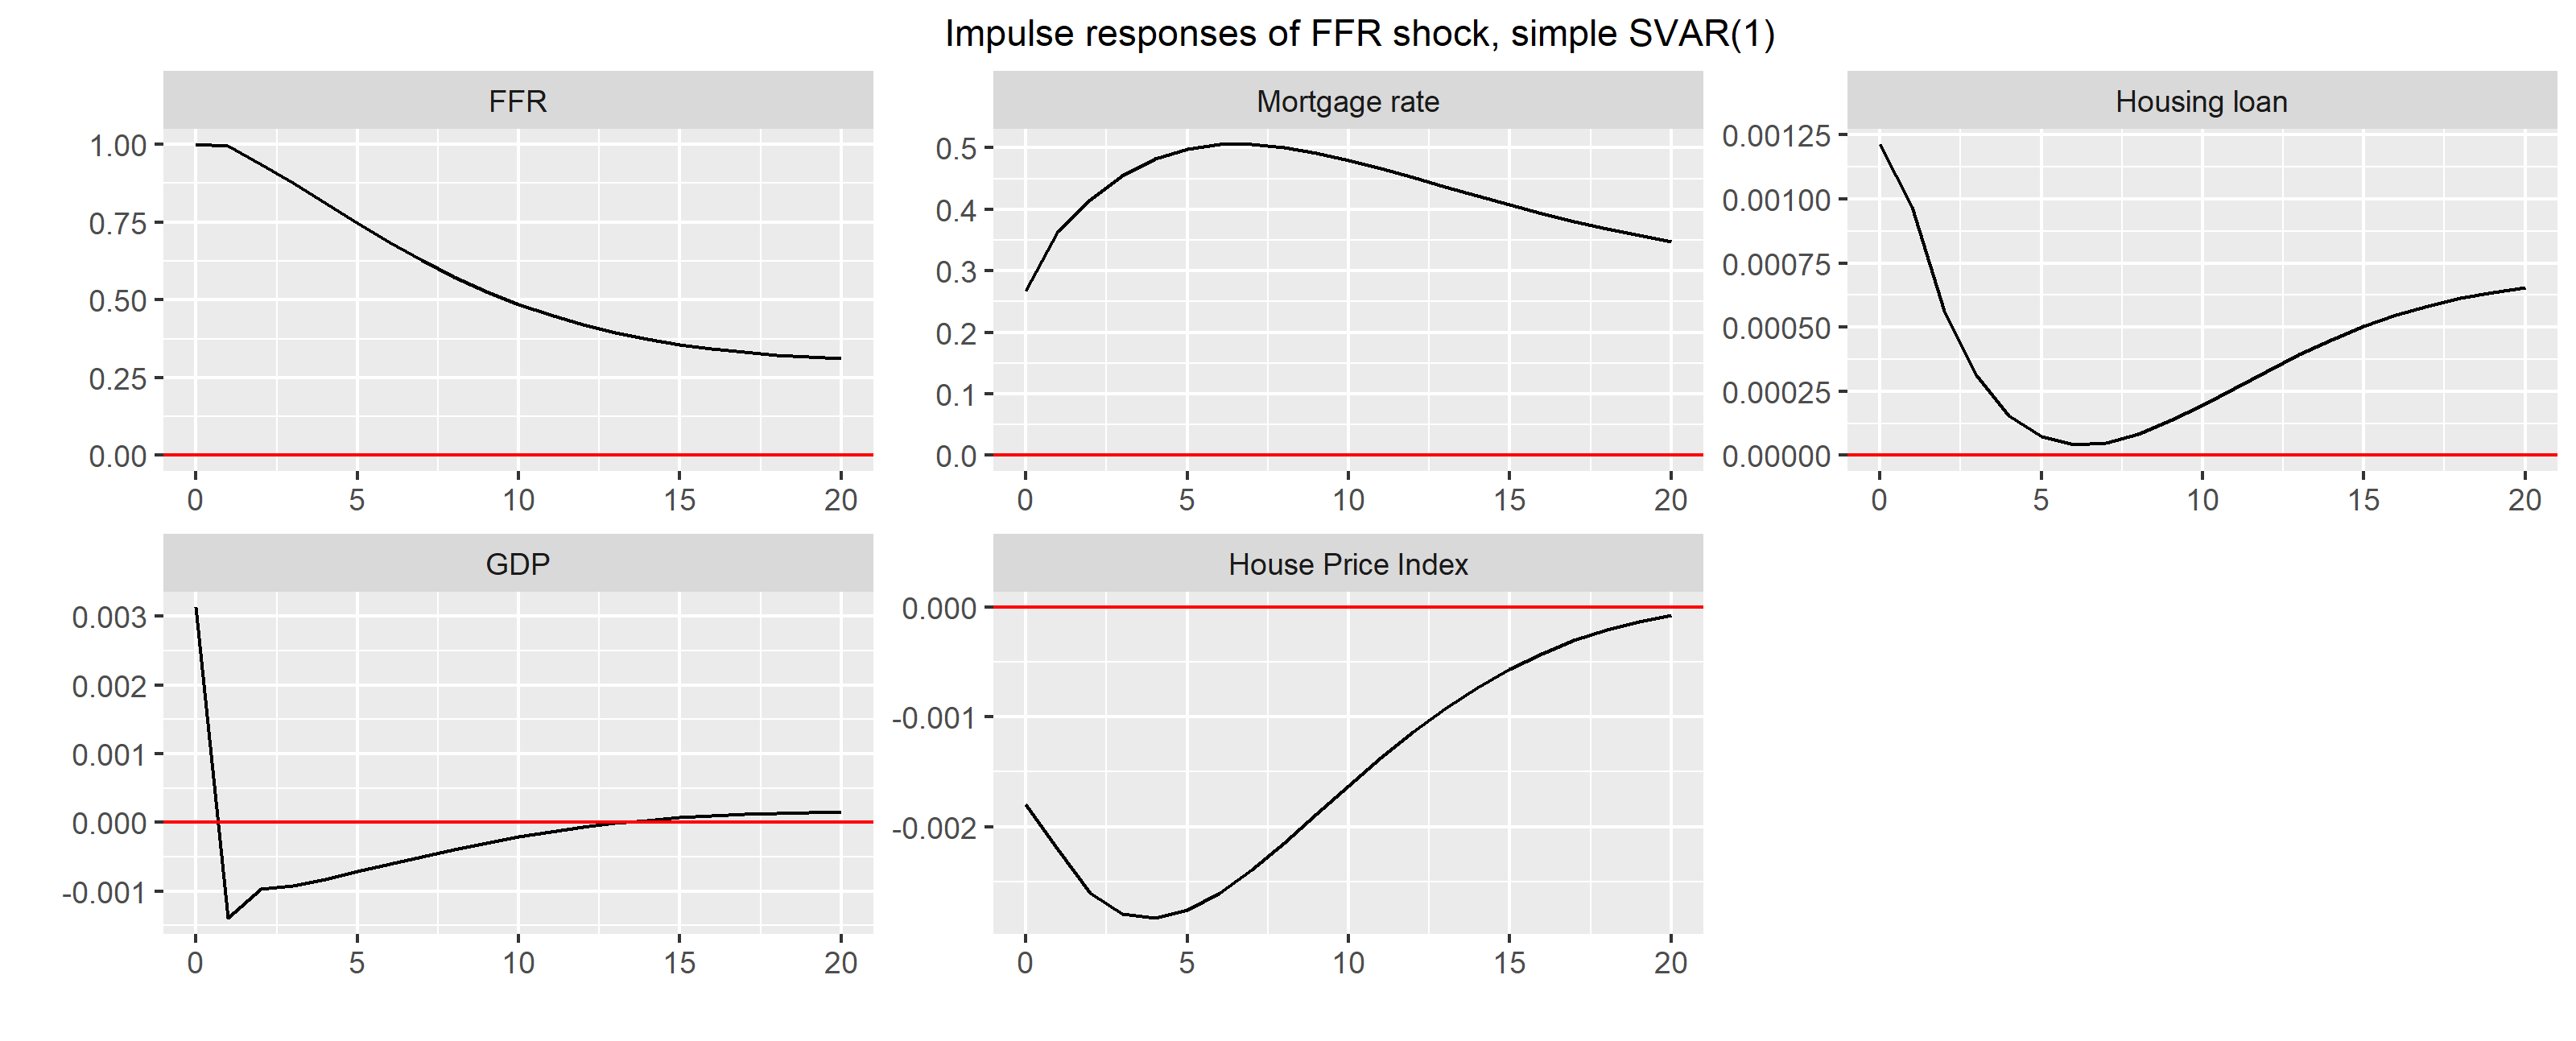 Impulse responses of FFR shock, simple SVAR(1)
FFR
1.00
0.75
0.50
0.25
0.00
0 5 10 15 20
Mortgage rate
0.5
0.4
0.3
0.2
0.1
0.0
0 5 10 15 20
Housing loan
0.00125
0.00100
0.00075
0.00050
0.00025
0.00000
0 5 10 15 20
GDP
0.003
0.002
0.001
0.000
-0.001
0 5 10 15 20
House Price Index
0.000
-0.001
-0.002
0 5 10 15 20